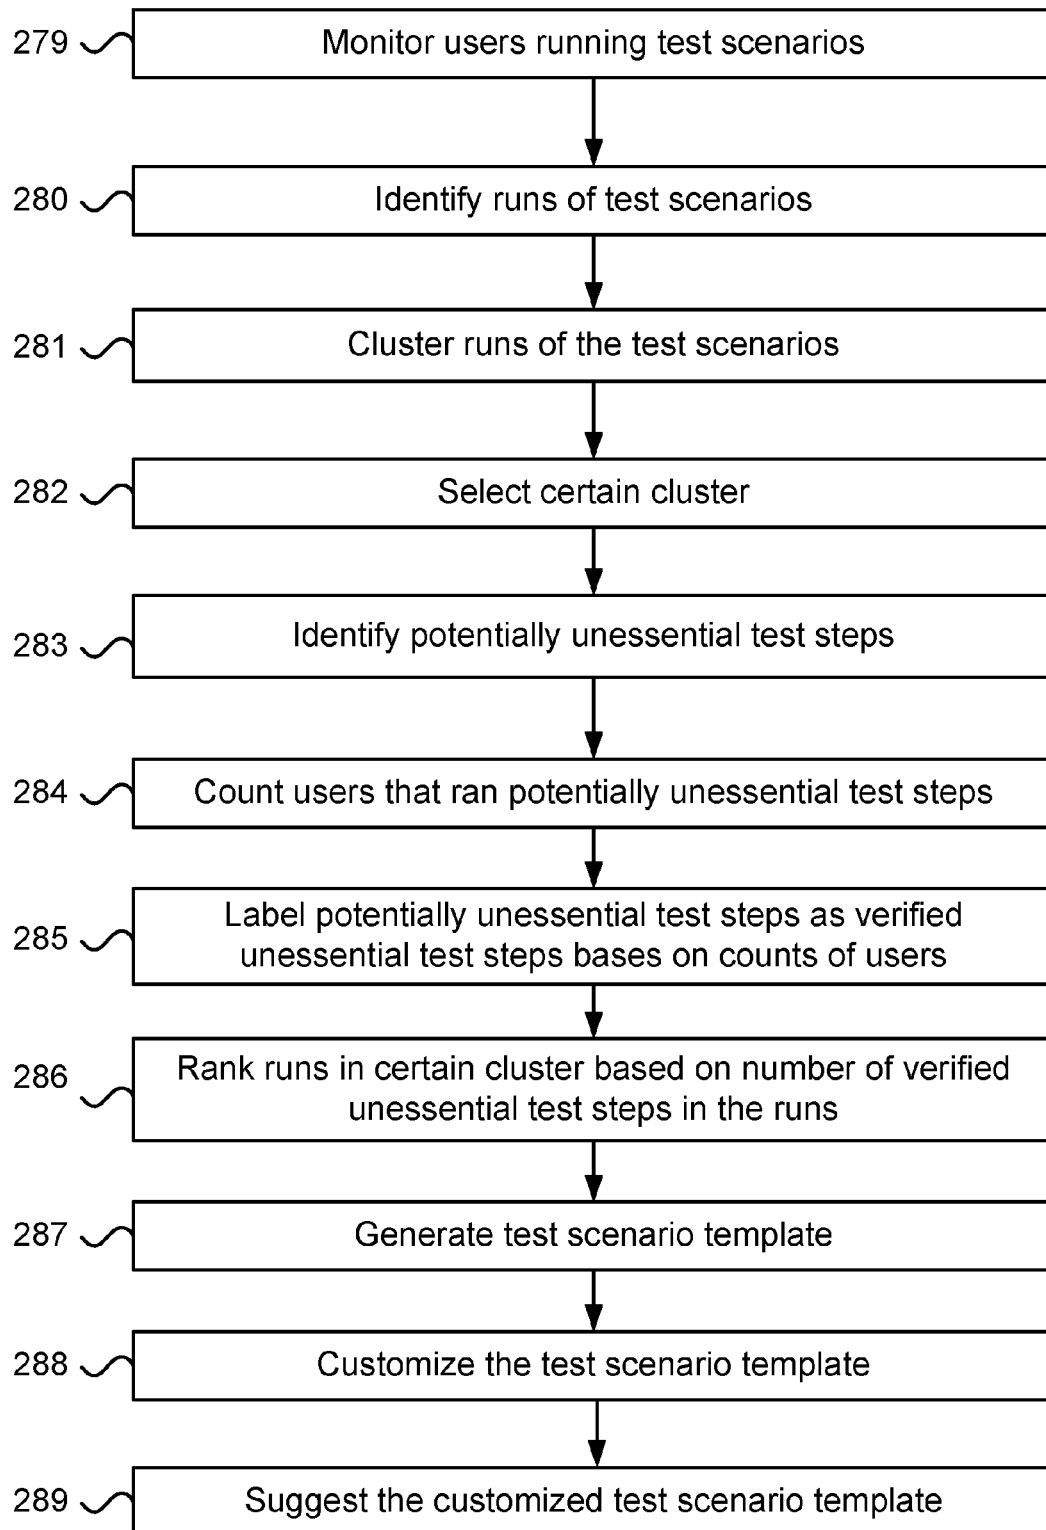 279
Monitor users running test scenarios
280
Identify runs of test scenarios
281
Cluster runs of the test scenarios
282
Select certain cluster
283
Identify potentially unessential test steps
284
Count users that ran potentially unessential test steps
285
Label potentially unessential test steps as verified
unessential test steps bases on counts of users
286
Rank runs in certain cluster based on number of verified
unessential test steps in the runs
287
Generate test scenario template
288
Customize the test scenario template
289
Suggest the customized test scenario template